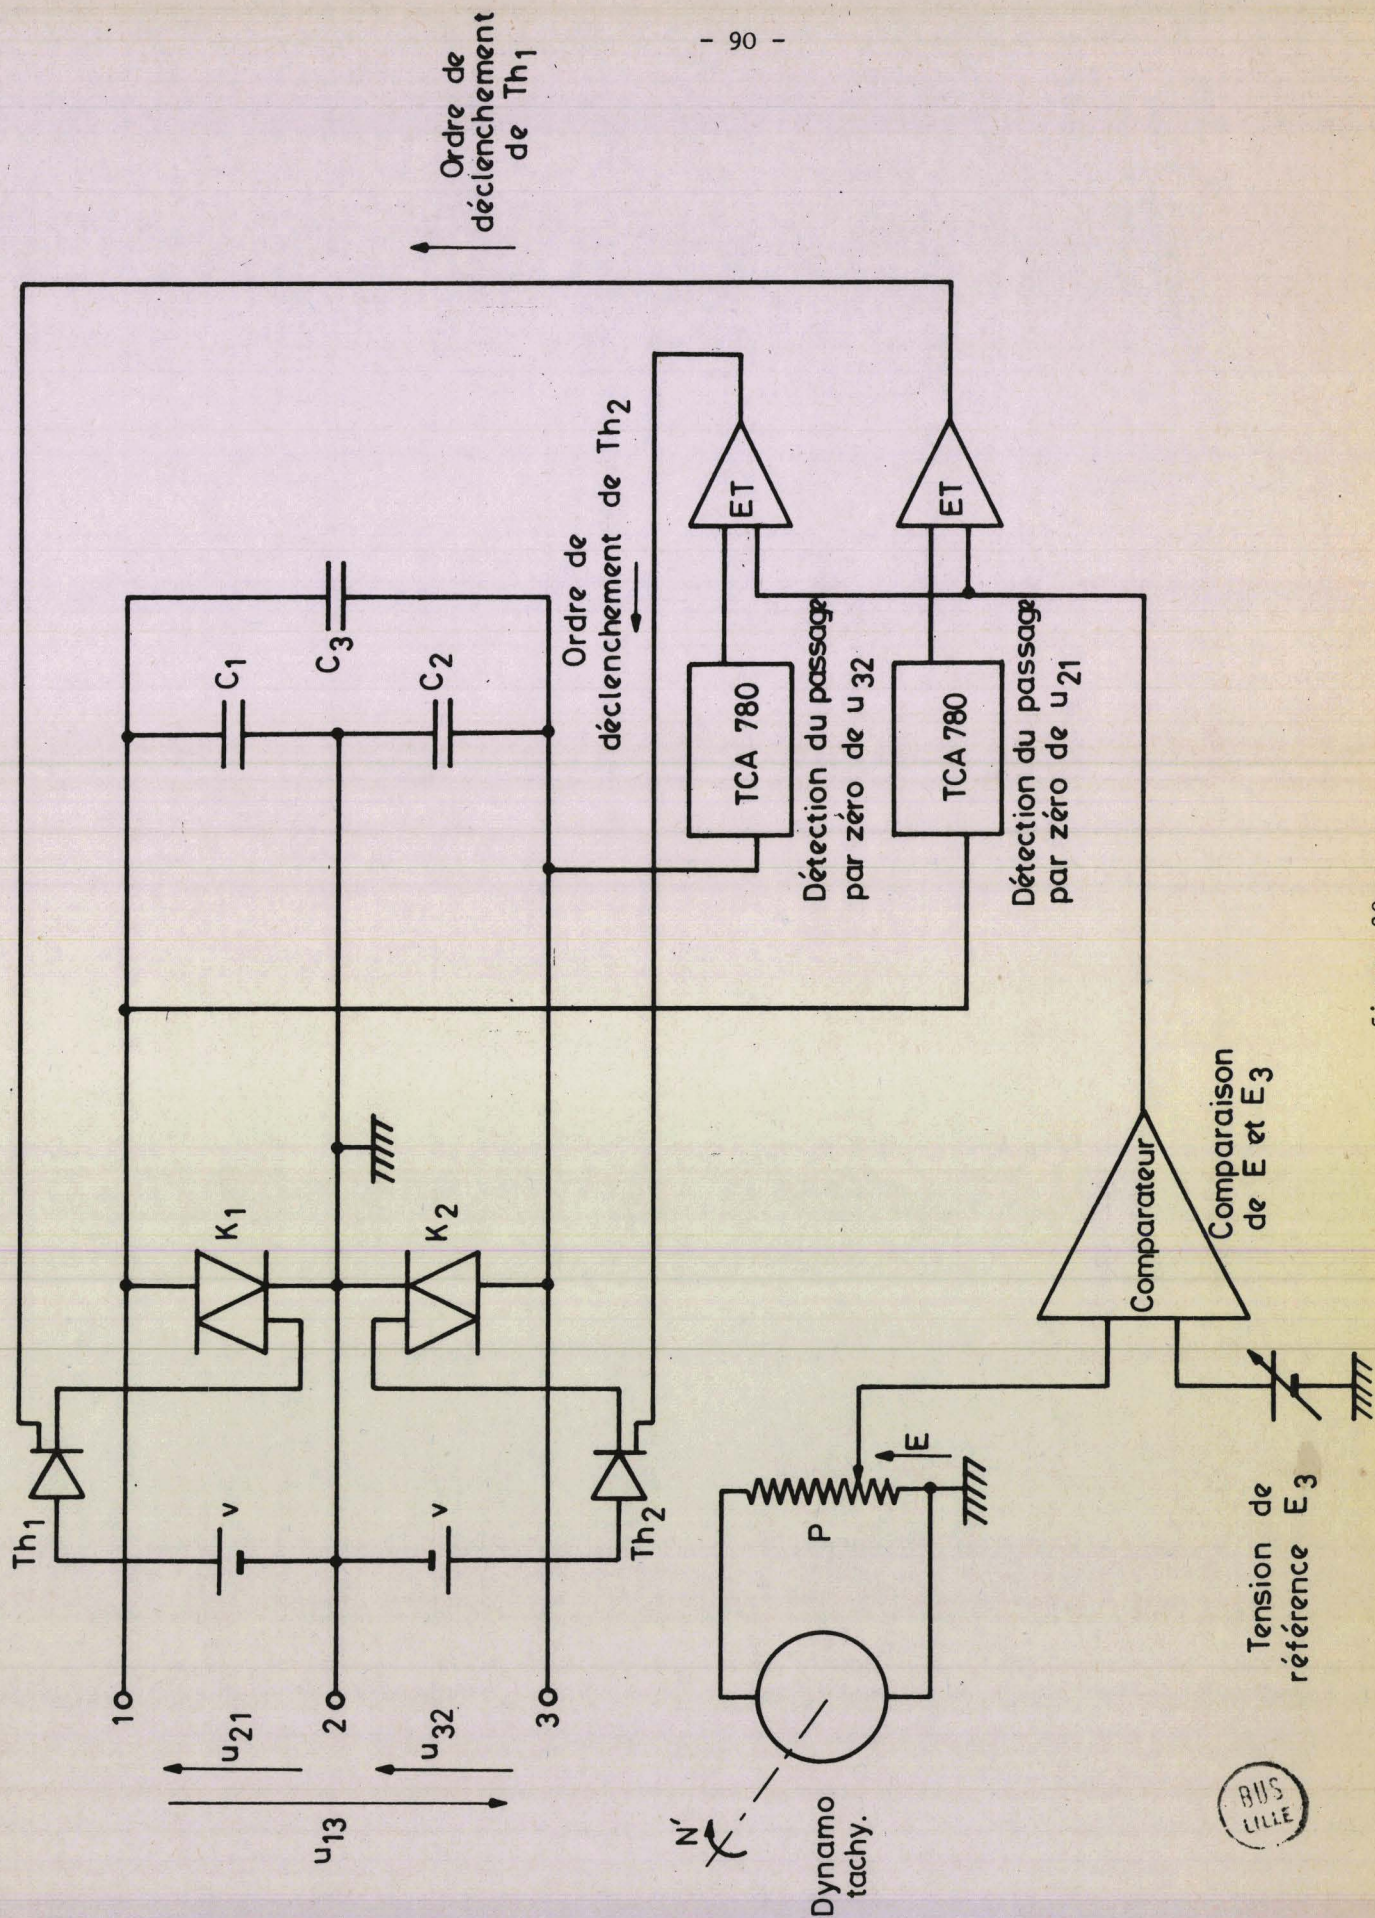 - 90 -
Ordre de
déclenchement
de Th1
Th1
v
K1
C1
C3
1
u21
2
u13
u32
v
K2
C2
3
Th2
Ordre de
déclenchement de Th2
ET
TCA 780
Détection du passage
par zéro de u 32
ET
TCA 780
Détection du passage
par zéro de u 21
N'
Dynamo
tachy.
P
E
Comparateur
Comparaison
de E et E3
Tension de
référence E3
BUS
LILLE